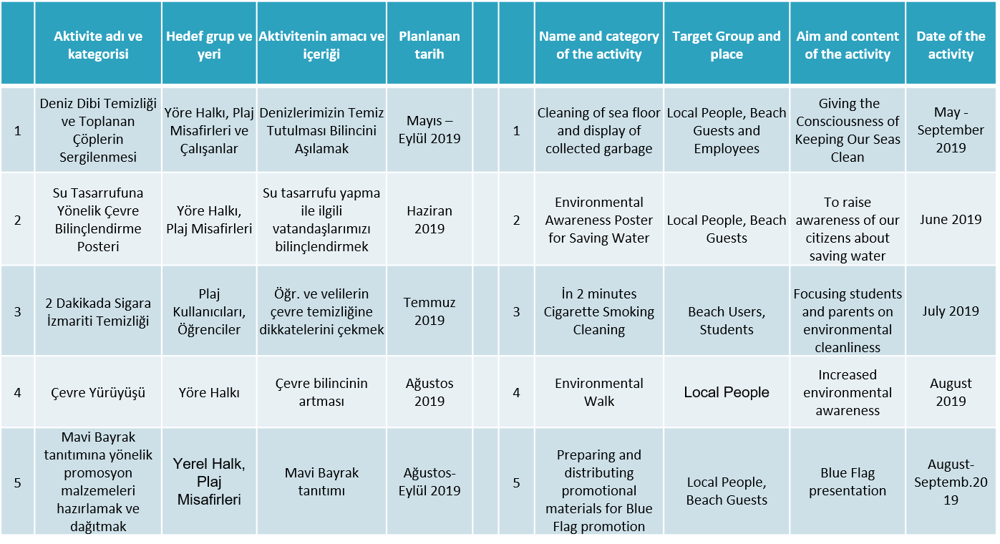 Aktivite adı ve
kategorisi
Hedef grup ve
yeri
Aktivitenin amacı ve
içeriği
Planlanan
tarih
Name and category
of the activity
Target Group and
place
Aim and content
of the activity
Date of the
activity
1
Deniz Dibi Temizliği
ve Toplanan
Çöplerin
Sergilenmesi
Yöre Halkı, Plaj
Misafirleri ve
Çalışanlar
Denizlerimizin Temiz
Tutulması Bilincini
Aşılamak
Mayıs –
Eylül 2019
1
Cleaning of sea floor
and display of
collected garbage
Local People, Beach
Guests and
Employees
Giving the
Consciousness of
Keeping Our Seas
Clean
May -
September
2019
2
Su Tasarrufuna
Yönelik Çevre
Bilinçlendirme
Posteri
Yöre Halkı,
Plaj Misafirleri
Su tasarrufu yapma
ile ilgili
vatandaşlarımızı
bilinçlendirmek
Haziran
2019
2
Environmental
Awareness Poster
for Saving Water
Local People, Beach
Guests
To raise
awareness of our
citizens about
saving water
June 2019
3
2 Dakikada Sigara
İzmariti Temizliği
Plaj
Kullanıcıları,
Öğrenciler
Öğr. ve velilerin
çevre temizliğine
dikkatelerini çekmek
Temmuz
2019
3
İn 2 minutes
Cigarette Smoking
Cleaning
Beach Users,
Students
Focusing students
and parents on
environmental
cleanliness
July 2019
4
Çevre Yürüyüşü
Yöre Halkı
Çevre bilincinin
artması
Ağustos
2019
4
Environmental
Walk
Local People
Increased
environmental
awareness
August
2019
5
Mavi Bayrak
tanıtımına yönelik
promosyon
malzemeleri
hazırlamak ve
dağıtmak
Yerel Halk,
Plaj
Misafirleri
Mavi Bayrak
tanıtımı
Ağustos-
Eylül 2019
5
Preparing and
distributing
promotional
materials for Blue
Flag promotion
Local People,
Beach Guests
Blue Flag
presentation
August-
Septemb.20
19